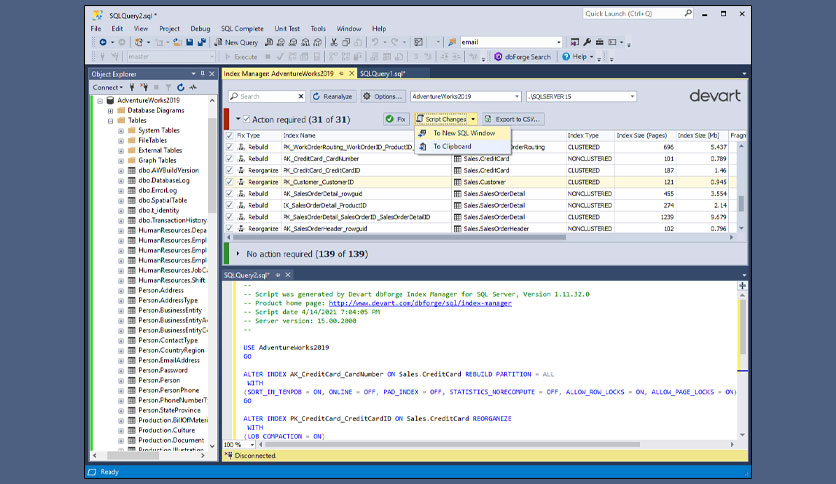 SQLQuery2.sql*
Quick Launch (Ctrl+Q)
File Edit View Project Debug SQL Complete Unit Test Tools Window Help
New Query email
Execute dbForge Search Help
Object Explorer
Connect
AdventureWorks2019
Database Diagrams
Tables
System Tables
FileTables
External Tables
Graph Tables
dbo.AWBuildVersion
dbo.DatabaseLog
dbo.ErrorLog
dbo.SpatialTable
dbo.t_identity
dbo.TransactionHistory
HumanResources.Depa
HumanResources.Empl
HumanResources.Empl
HumanResources.Empl
HumanResources.JobCa
HumanResources.Shift
Person.Address
Person.AddressType
Person.BusinessEntity
Person.BusinessEntityA
Person.BusinessEntityCo
Person.ContactType
Person.CountryRegion
Person.EmailAddress
Person.Password
Person.Person
Person.PersonPhone
Person.PhoneNumberT
Person.StateProvince
Production.BillOfMateri
Production.Culture
Production.Document
Production.Illustration
Index Manager: AdventureWorks2019 SQLQuery1.sql*
Search Reanalyze Options... AdventureWorks2019 .\SQLSERVER15 devart
Action required (31 of 31) Fix Script Changes Export to CSV...
To New SQL Window
To Clipboard
Fix Type Index Name Index Type Index Size (Pages) Index Size (Mb) Fragm
Rebuild PK_WorkOrderRouting_WorkOrderID_ProductID_ orderRouting CLUSTERED 696 5.437
Rebuild AK_CreditCard_CardNumber Sales.CreditCard NONCLUSTERED 101 0.789
Reorganize PK_CreditCard_CreditCardID Sales.CreditCard CLUSTERED 187 1.46
Reorganize PK_Customer_CustomerID Sales.Customer CLUSTERED 121 0.945
Rebuild AK_SalesOrderDetail_rowguid Sales.SalesOrderDetail NONCLUSTERED 455 3.554
Rebuild IX_SalesOrderDetail_ProductID Sales.SalesOrderDetail NONCLUSTERED 274 2.14
Rebuild PK_SalesOrderDetail_SalesOrderID_SalesOrderDetailID Sales.SalesOrderDetail CLUSTERED 1239 9.679
Reorganize AK_SalesOrderHeader_rowguid Sales.SalesOrderHeader NONCLUSTERED 102 0.796
No action required (139 of 139)
SQLQuery2.sql*
--
-- Script was generated by Devart dbForge Index Manager for SQL Server, Version 1.11.32.0
-- Product home page: http://www.devart.com/dbforge/sql/index-manager
-- Script date 4/14/2021 7:04:05 PM
-- Server version: 15.00.2000
--
USE AdventureWorks2019
GO
ALTER INDEX AK_CreditCard_CardNumber ON Sales.CreditCard REBUILD PARTITION = ALL
WITH
(SORT_IN_TEMPDB = ON, ONLINE = OFF, PAD_INDEX = OFF, STATISTICS_NORECOMPUTE = OFF, ALLOW_ROW_LOCKS = ON, ALLOW_PAGE_LOCKS = ON)
GO
ALTER INDEX PK_CreditCard_CreditCardID ON Sales.CreditCard REORGANIZE
WITH
(LOB_COMPACTION = ON)
100 %
Disconnected.
Ready